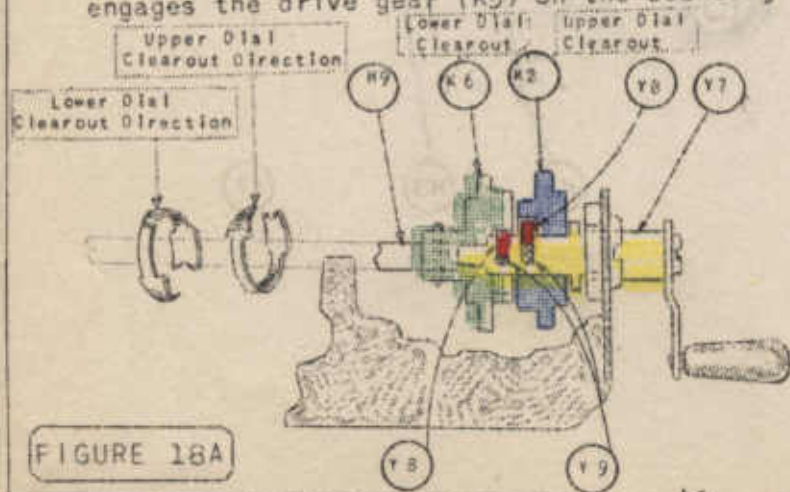 engages the drive gear (K5) on the
Lower Dial
Clearout
Upper Dial
Clearout
Upper Dial
Clearout Direction
Lower Dial
Clearout Direction
M9
K6
K2
Y8
Y7
FIGURE 18A
Y8
Y9